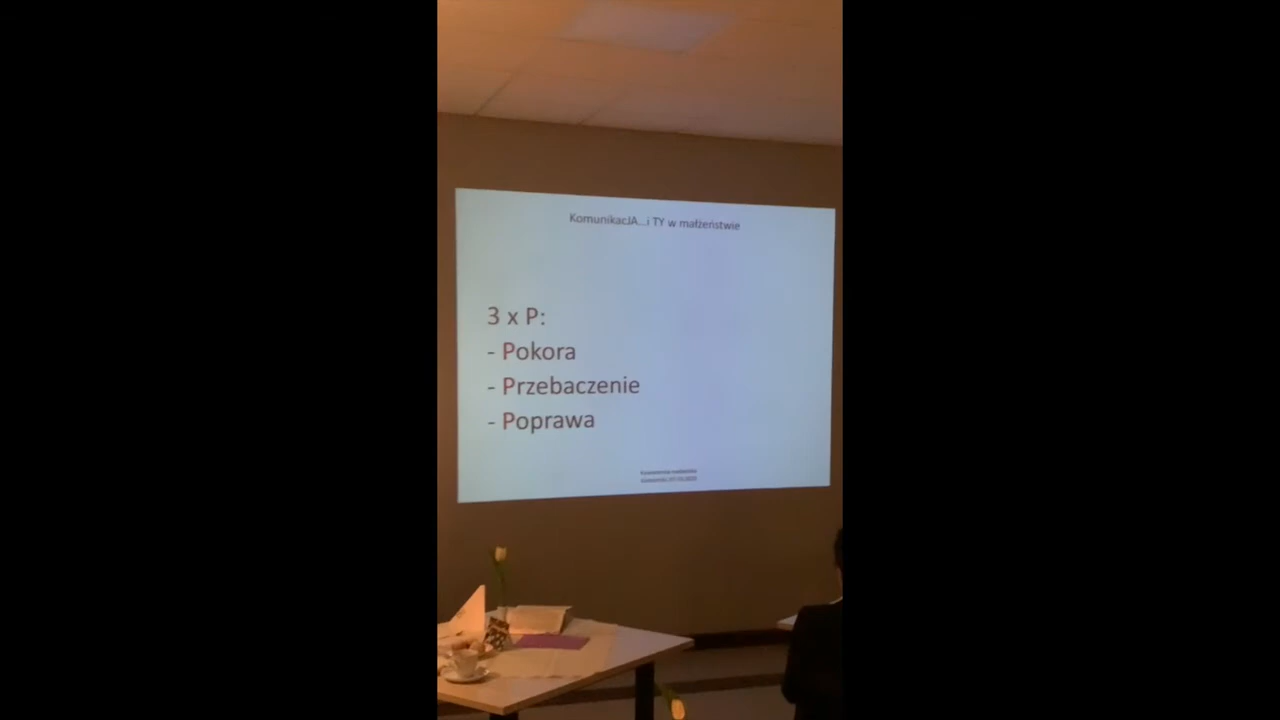 KomunikacJA...i TY w małżeństwie
3 x P:
- Pokora
- Przebaczenie
- Poprawa